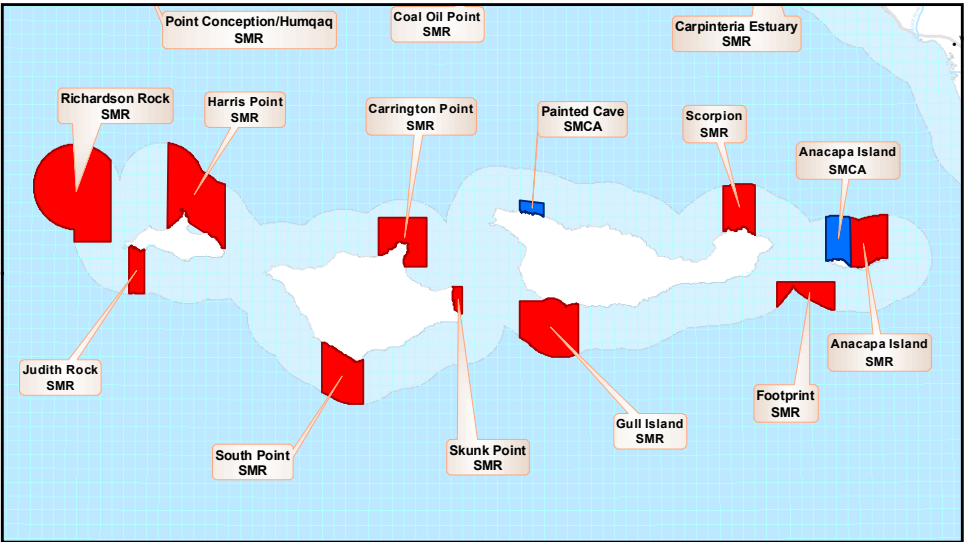 Point Conception/Humqaq
SMR
Coal Oil Point
SMR
Carpinteria Estuary
SMR
Richardson Rock
SMR
Harris Point
SMR
Carrington Point
SMR
Painted Cave
SMCA
Scorpion
SMR
Anacapa Island
SMCA
Judith Rock
SMR
South Point
SMR
Skunk Point
SMR
Gull Island
SMR
Footprint
SMR
Anacapa Island
SMR